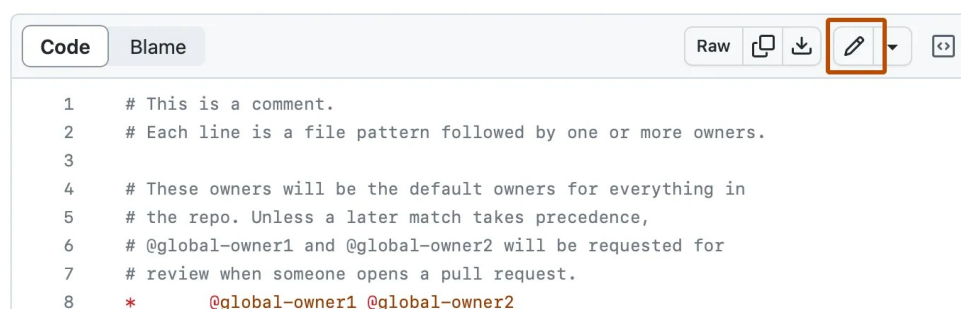 Code Blame Raw
1 # This is a comment.
2 # Each line is a file pattern followed by one or more owners.
3
4 # These owners will be the default owners for everything in
5 # the repo. Unless a later match takes precedence,
6 # @global-owner1 and @global-owner2 will be requested for
7 # review when someone opens a pull request.
8 * @global-owner1 @global-owner2